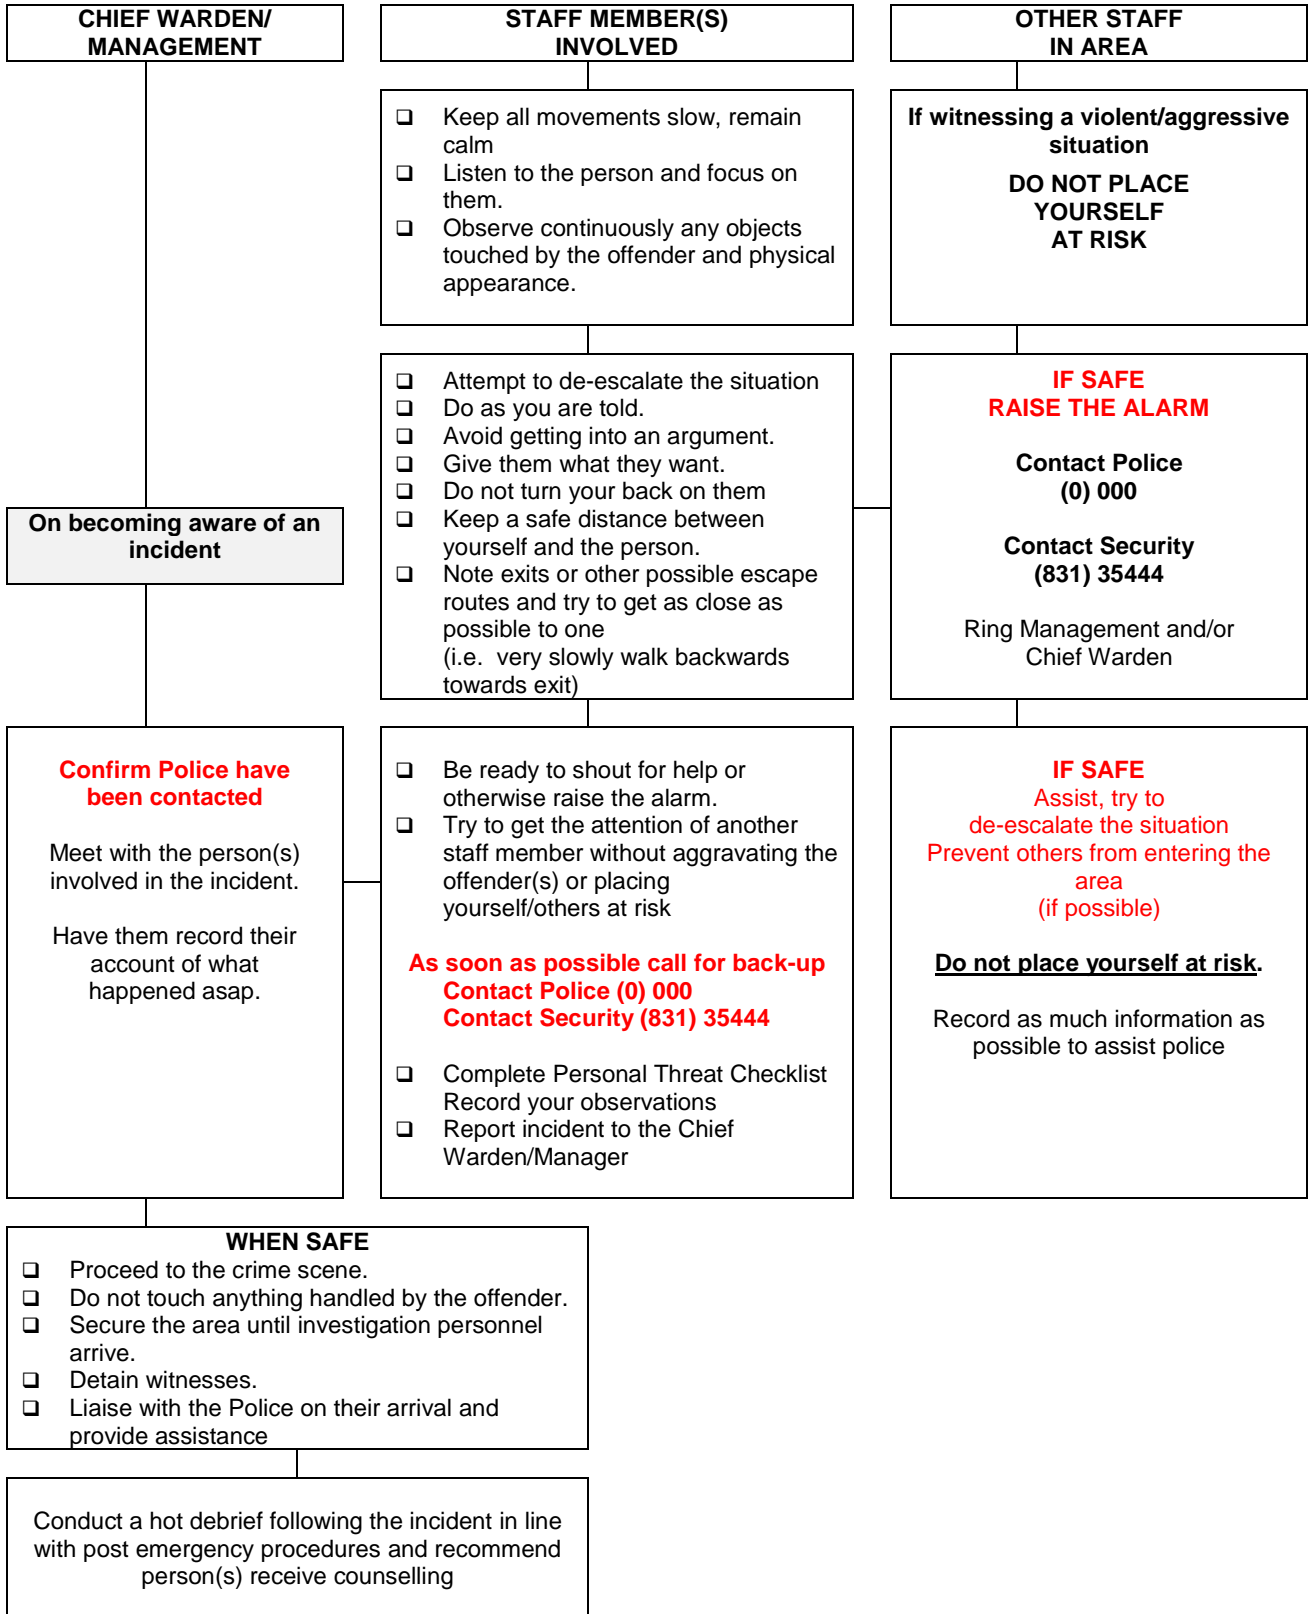 CHIEF WARDEN/
MANAGEMENT
STAFF MEMBER(S)
INVOLVED
OTHER STAFF
IN AREA
❑ Keep all movements slow, remain
calm
❑ Listen to the person and focus on
them.
❑ Observe continuously any objects
touched by the offender and physical
appearance.
If witnessing a violent/aggressive
situation
DO NOT PLACE
YOURSELF
AT RISK
❑ Attempt to de-escalate the situation
❑ Do as you are told.
❑ Avoid getting into an argument.
❑ Give them what they want.
❑ Do not turn your back on them
❑ Keep a safe distance between
yourself and the person.
❑ Note exits or other possible escape
routes and try to get as close as
possible to one
(i.e. very slowly walk backwards
towards exit)
IF SAFE
RAISE THE ALARM
Contact Police
(0) 000
Contact Security
(831) 35444
Ring Management and/or
Chief Warden
On becoming aware of an
incident
Confirm Police have
been contacted
Meet with the person(s)
involved in the incident.
Have them record their
account of what
happened asap.
❑ Be ready to shout for help or
otherwise raise the alarm.
❑ Try to get the attention of another
staff member without aggravating the
offender(s) or placing
yourself/others at risk
As soon as possible call for back-up
Contact Police (0) 000
Contact Security (831) 35444
❑ Complete Personal Threat Checklist
Record your observations
❑ Report incident to the Chief
Warden/Manager
IF SAFE
Assist, try to
de-escalate the situation
Prevent others from entering the
area
(if possible)
Do not place yourself at risk.
Record as much information as
possible to assist police
WHEN SAFE
❑ Proceed to the crime scene.
❑ Do not touch anything handled by the offender.
❑ Secure the area until investigation personnel
arrive.
❑ Detain witnesses.
❑ Liaise with the Police on their arrival and
provide assistance
Conduct a hot debrief following the incident in line
with post emergency procedures and recommend
person(s) receive counselling